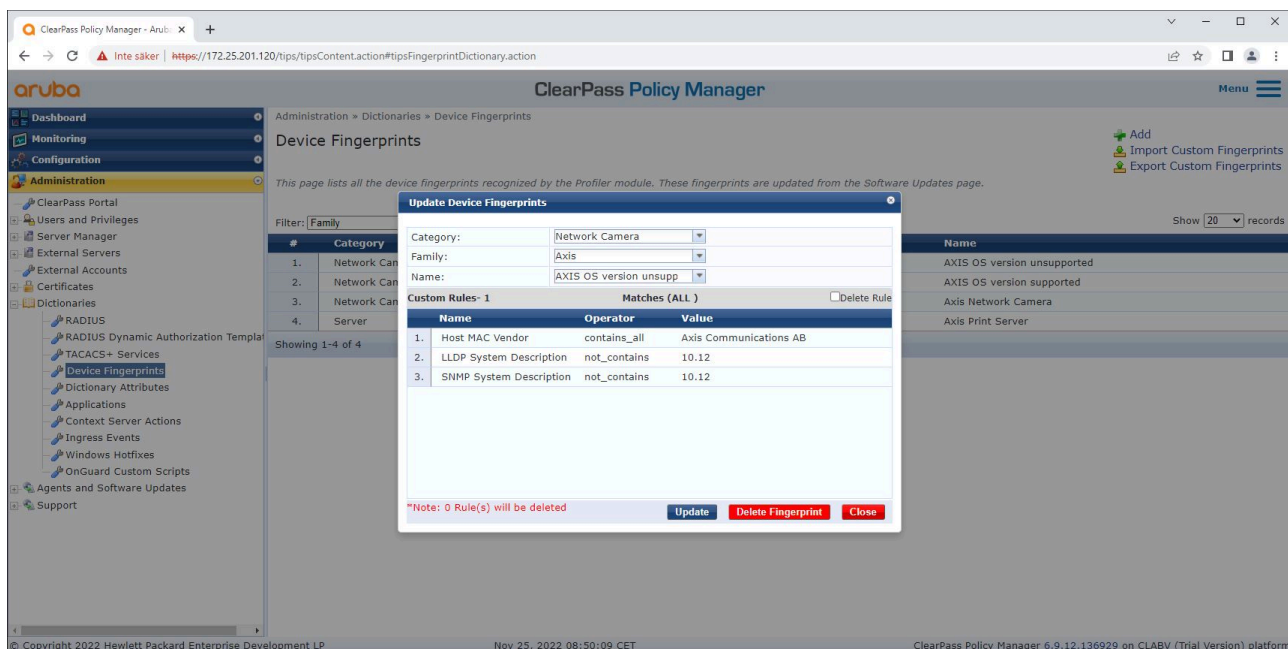 ClearPass Policy Manager - Arub
Inte säker | https://172.25.201.120/tips/tipsContent.action#tipsFingerprintDictionary.action
aruba
ClearPass Policy Manager
Menu
Dashboard
Monitoring
Configuration
Administration
ClearPass Portal
Users and Privileges
Server Manager
External Servers
External Accounts
Certificates
Dictionaries
RADIUS
RADIUS Dynamic Authorization Templat
TACACS+ Services
Device Fingerprints
Dictionary Attributes
Applications
Context Server Actions
Ingress Events
Windows Hotfixes
OnGuard Custom Scripts
Agents and Software Updates
Support
Administration » Dictionaries » Device Fingerprints
Device Fingerprints
Add
Import Custom Fingerprints
Export Custom Fingerprints
This page lists all the device fingerprints recognized by the Profiler module. These fingerprints are updated from the Software Updates page.
Filter: Family
Show 20 records
# Category Name
1. Network Can AXIS OS version unsupported
2. Network Can AXIS OS version supported
3. Network Can Axis Network Camera
4. Server Axis Print Server
Showing 1-4 of 4
Update Device Fingerprints
Category: Network Camera
Family: Axis
Name: AXIS OS version unsupp
Custom Rules- 1 Matches (ALL ) Delete Rule
Name Operator Value
1. Host MAC Vendor contains_all Axis Communications AB
2. LLDP System Description not_contains 10.12
3. SNMP System Description not_contains 10.12
*Note: 0 Rule(s) will be deleted
Update Delete Fingerprint Close
© Copyright 2022 Hewlett Packard Enterprise Development LP Nov 25, 2022 08:50:09 CET ClearPass Policy Manager 6.9.12.136929 on CLABV (Trial Version) platform